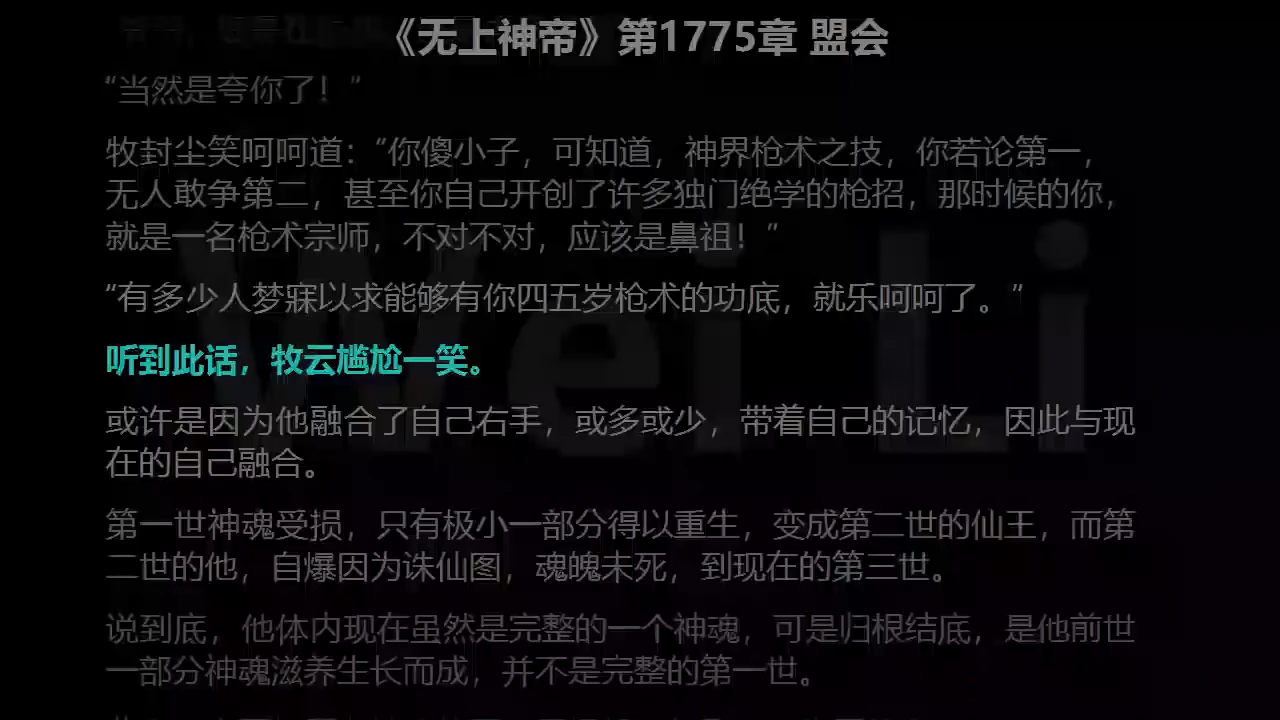 《无上神帝》第1775章 盟会
“当然是夸你了！”
牧封尘笑呵呵道：“你傻小子，可知道，神界枪术之技，你若论第一，
无人敢争第二，甚至你自己开创了许多独门绝学的枪招，那时候的你，
就是一名枪术宗师，不对不对，应该是鼻祖！”
“有多少人梦寐以求能够有你四五岁枪术的功底，就乐呵呵了。”
听到此话，牧云尴尬一笑。
或许是因为他融合了自己右手，或多或少，带着自己的记忆，因此与现
在的自己融合。
第一世神魂受损，只有极小一部分得以重生，变成第二世的仙王，而第
二世的他，自爆因为诛仙图，魂魄未死，到现在的第三世。
说到底，他体内现在虽然是完整的一个神魂，可是归根结底，是他前世
一部分神魂滋养生长而成，并不是完整的第一世。
Wei Li